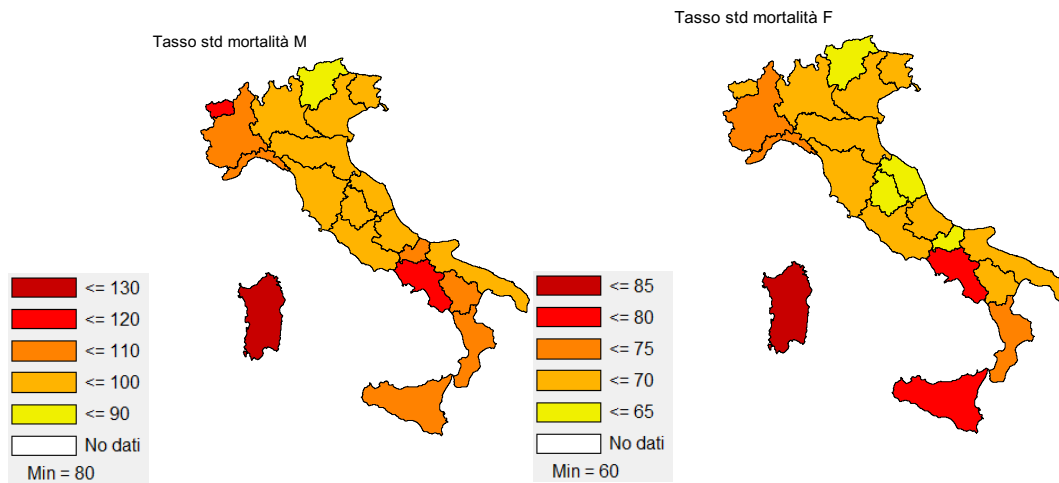 Tasso std mortalità M
<= 130
<= 120
<= 110
<= 100
<= 90
No dati
Min = 80
Tasso std mortalità F
<= 85
<= 80
<= 75
<= 70
<= 65
No dati
Min = 60